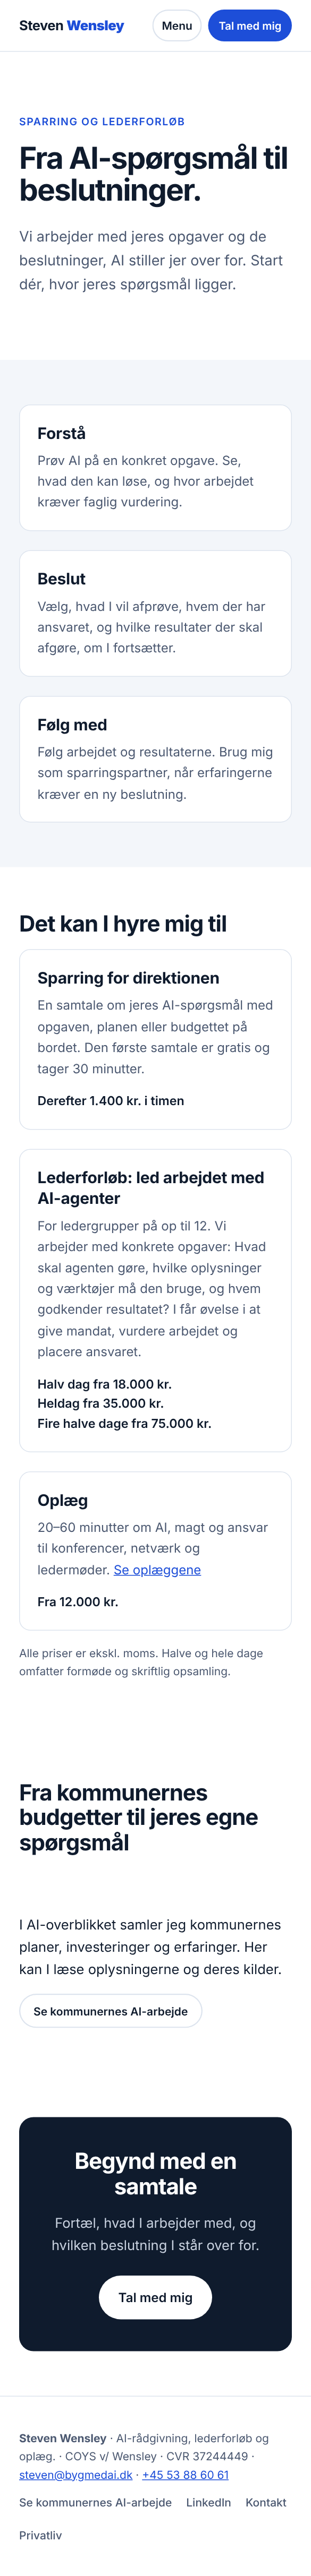 Steven Wensley
Menu
Tal med mig
SPARRING OG LEDERFORLØB
Fra AI-spørgsmål til
beslutninger.
Vi arbejder med jeres opgaver og de
beslutninger, AI stiller jer over for. Start
dér, hvor jeres spørgsmål ligger.
Forstå
Prøv AI på en konkret opgave. Se,
hvad den kan løse, og hvor arbejdet
kræver faglig vurdering.
Beslut
Vælg, hvad I vil afprøve, hvem der har
ansvaret, og hvilke resultater der skal
afgøre, om I fortsætter.
Følg med
Følg arbejdet og resultaterne. Brug mig
som sparringspartner, når erfaringerne
kræver en ny beslutning.
Det kan I hyre mig til
Sparring for direktionen
En samtale om jeres AI-spørgsmål med
opgaven, planen eller budgettet på
bordet. Den første samtale er gratis og
tager 30 minutter.
Derefter 1.400 kr. i timen
Lederforløb: led arbejdet med
AI-agenter
For ledergrupper på op til 12. Vi
arbejder med konkrete opgaver: Hvad
skal agenten gøre, hvilke oplysninger
og værktøjer må den bruge, og hvem
godkender resultatet? I får øvelse i at
give mandat, vurdere arbejdet og
placere ansvaret.
Halv dag fra 18.000 kr.
Heldag fra 35.000 kr.
Fire halve dage fra 75.000 kr.
Oplæg
20–60 minutter om AI, magt og ansvar
til konferencer, netværk og
ledermøder. Se oplæggene
Fra 12.000 kr.
Alle priser er ekskl. moms. Halve og hele dage
omfatter formøde og skriftlig opsamling.
Fra kommunernes
budgetter til jeres egne
spørgsmål
I AI-overblikket samler jeg kommunernes
planer, investeringer og erfaringer. Her
kan I læse oplysningerne og deres kilder.
Se kommunernes AI-arbejde
Begynd med en
samtale
Fortæl, hvad I arbejder med, og
hvilken beslutning I står over for.
Tal med mig
Steven Wensley · AI-rådgivning, lederforløb og
oplæg. · COYS v/ Wensley · CVR 37244449 ·
steven@bygmedai.dk · +45 53 88 60 61
Se kommunernes AI-arbejde LinkedIn Kontakt
Privatliv